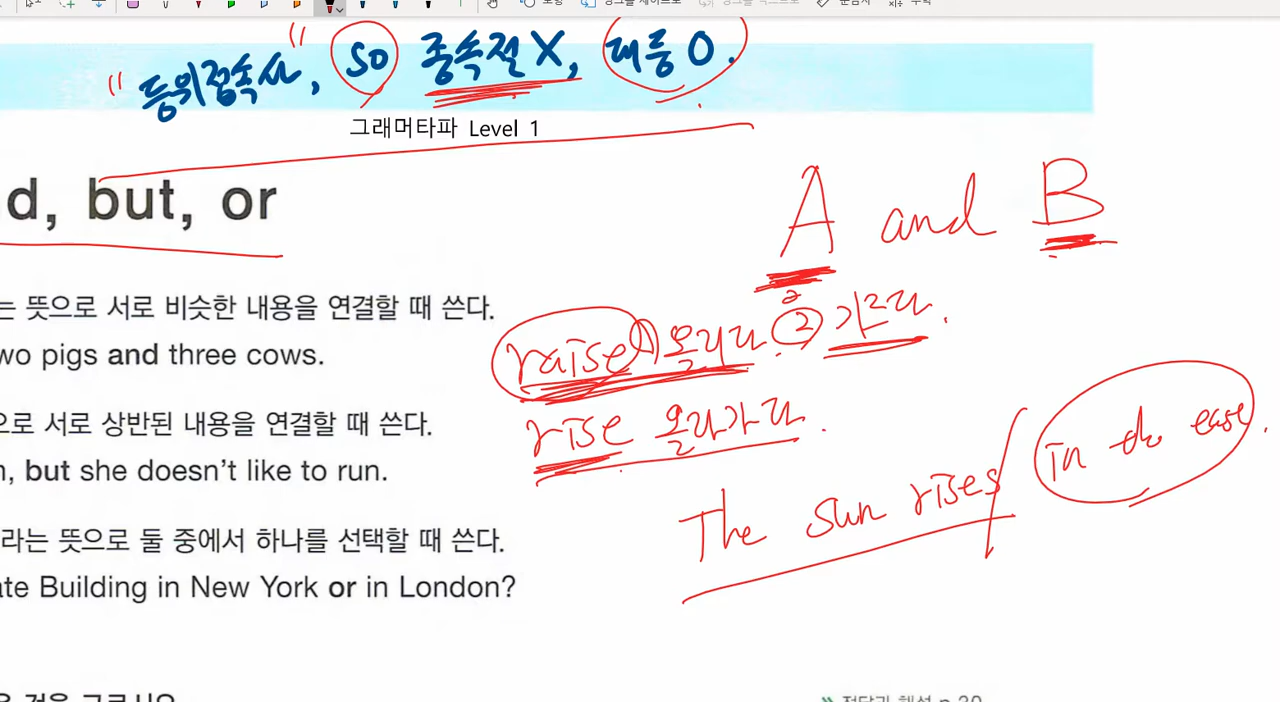 "등위접속사", so 종속절 X, 대등 O.
그래머타파 Level 1
d, but, or
A and B
는 뜻으로 서로 비슷한 내용을 연결할 때 쓴다.
wo pigs and three cows.
raise ① 올리다. ② 기르다.
으로 서로 상반된 내용을 연결할 때 쓴다.
rise 올라가다.
n, but she doesn't like to run.
The sun rises / in the east.
라는 뜻으로 둘 중에서 하나를 선택할 때 쓴다.
ate Building in New York or in London?